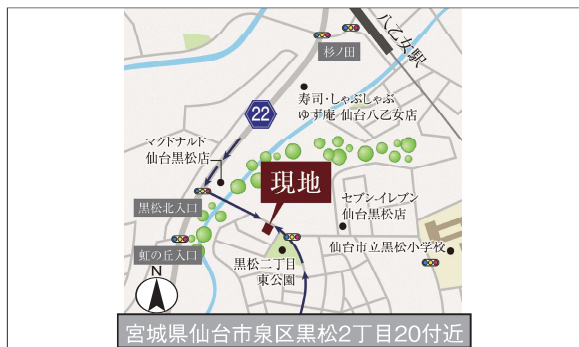 杉ノ田
八乙女駅
寿司・しゃぶしゃぶ
ゆず庵 仙台八乙女店
22
マクドナルド
仙台黒松店
現地
黒松北入口
セブン-イレブン
仙台黒松店
虹の丘入口
仙台市立黒松小学校
黒松二丁目
東公園
N
宮城県仙台市泉区黒松2丁目20付近